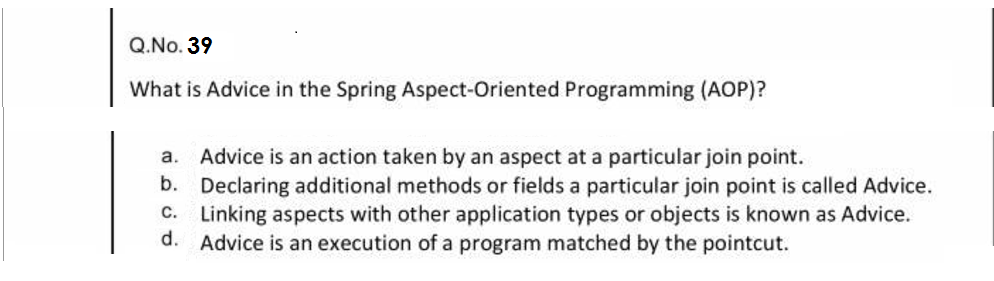 Q.No. 39
What is Advice in the Spring Aspect-Oriented Programming (AOP)?
a. Advice is an action taken by an aspect at a particular join point.
b. Declaring additional methods or fields a particular join point is called Advice.
c. Linking aspects with other application types or objects is known as Advice.
d. Advice is an execution of a program matched by the pointcut.